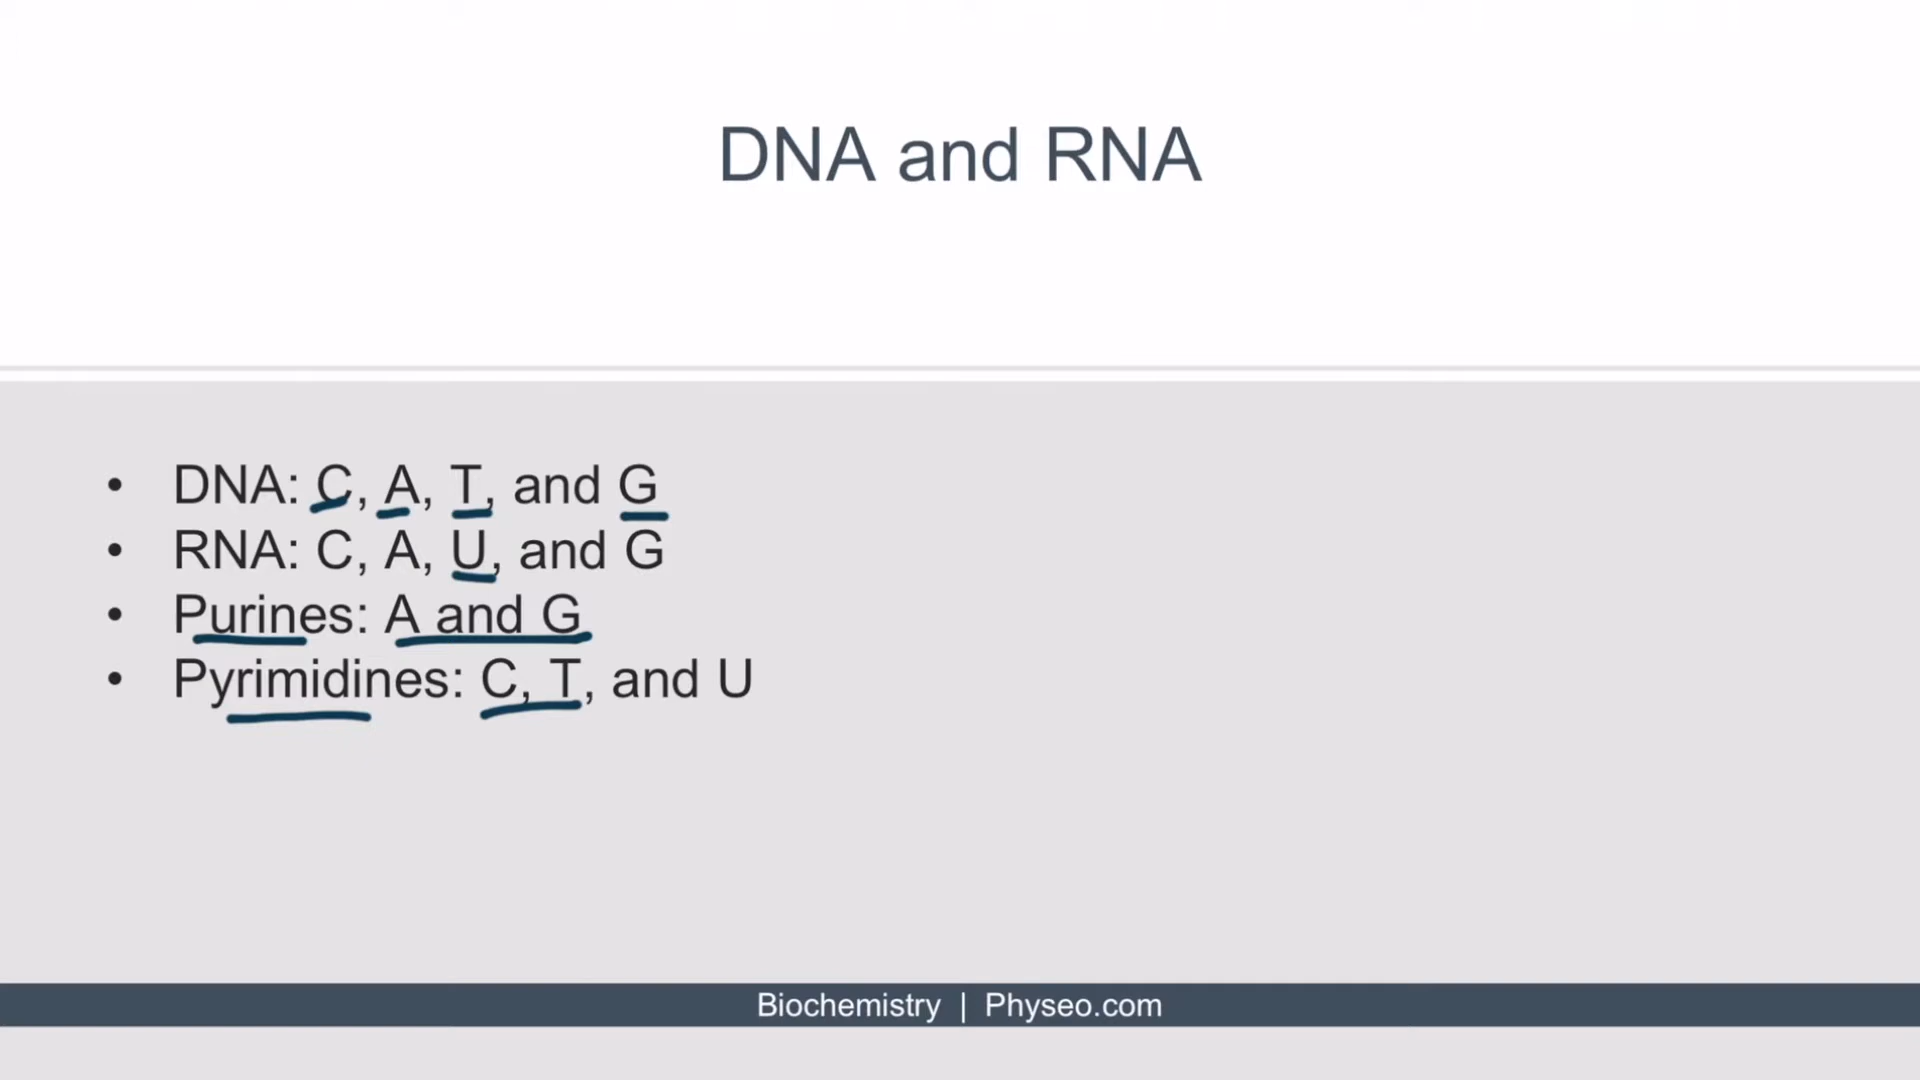 DNA and RNA
• DNA: C, A, T, and G
• RNA: C, A, U, and G
• Purines: A and G
• Pyrimidines: C, T, and U
Biochemistry | Physeo.com